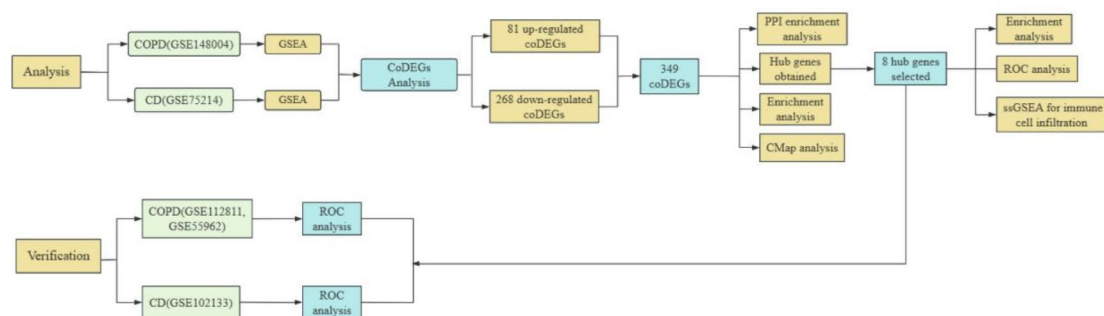 Analysis
COPD(GSE148004)
GSEA
CD(GSE75214)
GSEA
CoDEGs
Analysis
81 up-regulated
coDEGs
268 down-regulated
coDEGs
349
coDEGs
PPI enrichment
analysis
Hub genes
obtained
Enrichment
analysis
CMap analysis
8 hub genes
selected
Enrichment
analysis
ROC analysis
ssGSEA for immune
cell infiltration
Verification
COPD(GSE112811,
GSE55962)
ROC
analysis
CD(GSE102133)
ROC
analysis